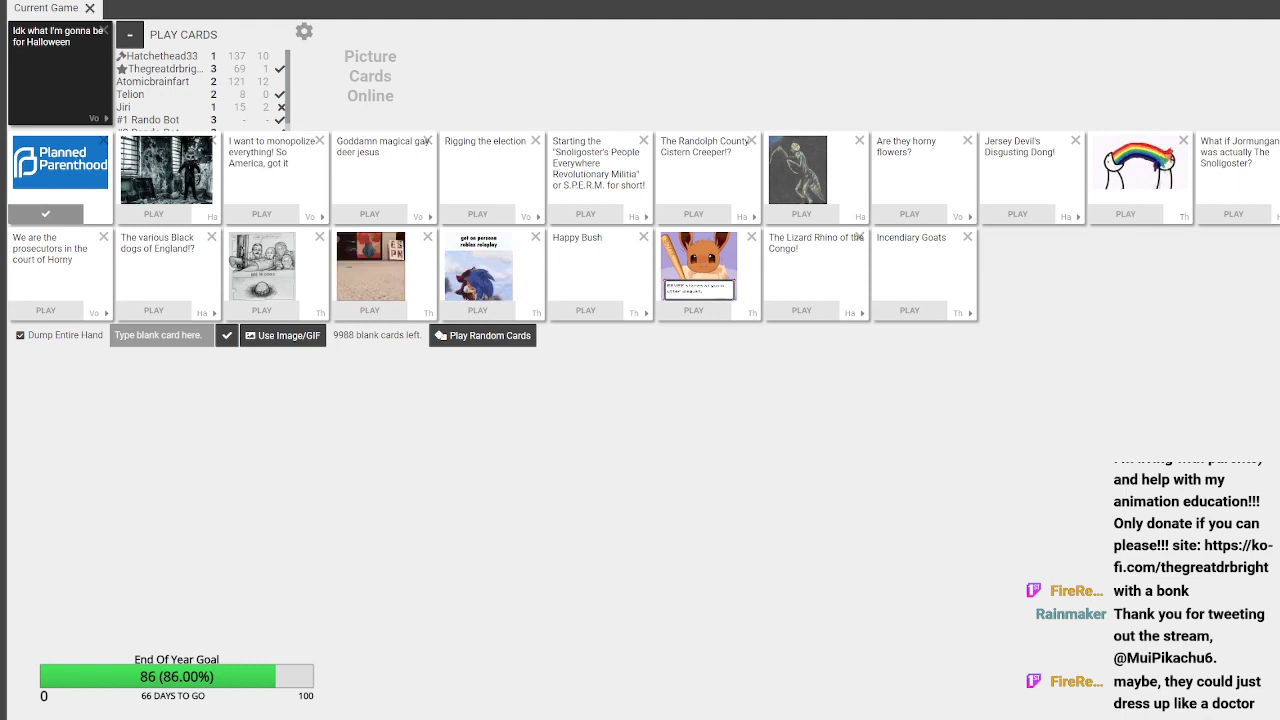 Current Game
Idk what I'm gonna be
for Halloween
Vo
-
PLAY CARDS
Hatchethead33 1 137 10
Thegreatdrbrig... 3 69 1
Atomicbrainfart 2 121 12
Telion 2 8 0
Jiri 1 15 2
#1 Rando Bot 3 - -
Picture
Cards
Online
Planned
Parenthood
PLAY Ha
I want to monopolize
everything! So
America, got it
PLAY Vo
Goddamn magical gay
deer jesus
PLAY Vo
Rigging the election
PLAY Vo
Starting the
"Snoligoster's People
Everywhere
Revolutionary Militia"
or S.P.E.R.M. for short!
PLAY Ha
The Randolph County
Cistern Creeper!?
PLAY Ha
PLAY Ha
Are they horny
flowers?
PLAY Vo
Jersey Devil's
Disgusting Dong!
PLAY Ha
PLAY Th
What if Jormungan
was actually The
Snoligoster?
PLAY
We are the
prosecutors in the
court of Horny
PLAY Vo
The various Black
dogs of England!?
PLAY Ha
PLAY Th
ES
PN
PLAY Th
get on persona
roblox roleplay
PLAY Th
Happy Bush
PLAY Th
PLAY Th
The Lizard Rhino of the
Congo!
PLAY Ha
Incendiary Goats
PLAY Th
Dump Entire Hand
Type blank card here.
Use Image/GIF
9988 blank cards left.
Play Random Cards
and help with my
animation education!!!
Only donate if you can
please!!! site: https://ko-
fi.com/thegreatdrbright
FireRe... with a bonk
Rainmaker Thank you for tweeting
out the stream,
@MuiPikachu6.
FireRe... maybe, they could just
dress up like a doctor
End Of Year Goal
86 (86.00%)
0 66 DAYS TO GO 100